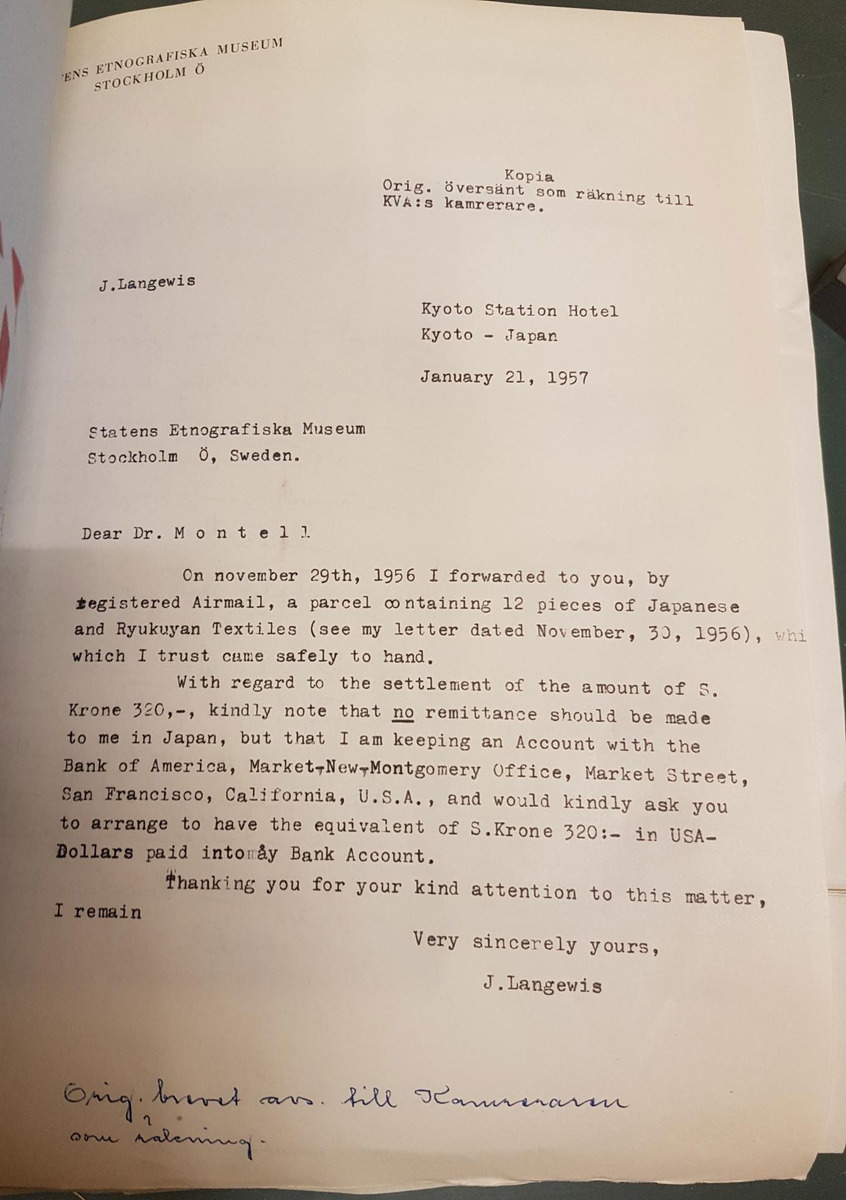 TENS ETNOGRAFISKA MUSEUM
STOCKHOLM Ö
Kopia
Orig. översänt som räkning till
KVA:s kamrerare.
J.Langewis
Kyoto Station Hotel
Kyoto - Japan
January 21, 1957
Statens Etnografiska Museum
Stockholm Ö, Sweden.
Dear Dr. M o n t e l l
On november 29th, 1956 I forwarded to you, by
registered Airmail, a parcel containing 12 pieces of Japanese
and Ryukuyan Textiles (see my letter dated November, 30, 1956), whi
which I trust came safely to hand.
With regard to the settlement of the amount of S.
Krone 320,-, kindly note that no remittance should be made
to me in Japan, but that I am keeping an Account with the
Bank of America, Market-New-Montgomery Office, Market Street,
San Francisco, California, U.S.A., and would kindly ask you
to arrange to have the equivalent of S.Krone 320:- in USA-
Dollars paid into my Bank Account.
Thanking you for your kind attention to this matter,
I remain
Very sincerely yours,
J.Langewis
Orig. brevet avs. till Kamreraren
som räkning.